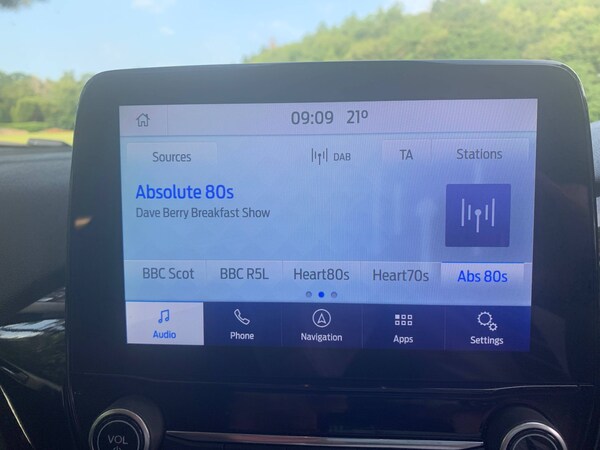 09:09 21º
Sources DAB TA Stations
Absolute 80s
Dave Berry Breakfast Show
BBC Scot BBC R5L Heart80s Heart70s Abs 80s
Audio Phone Navigation Apps Settings
VOL